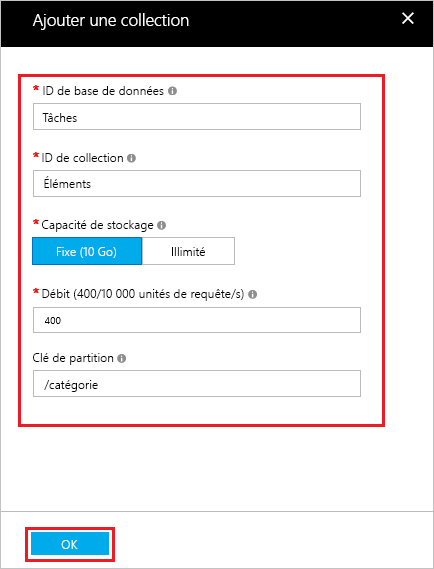 Ajouter une collection
* ID de base de données
Tâches
* ID de collection
Éléments
* Capacité de stockage
Fixe (10 Go) Illimité
* Débit (400/10 000 unités de requête/s)
400
Clé de partition
/catégorie
OK